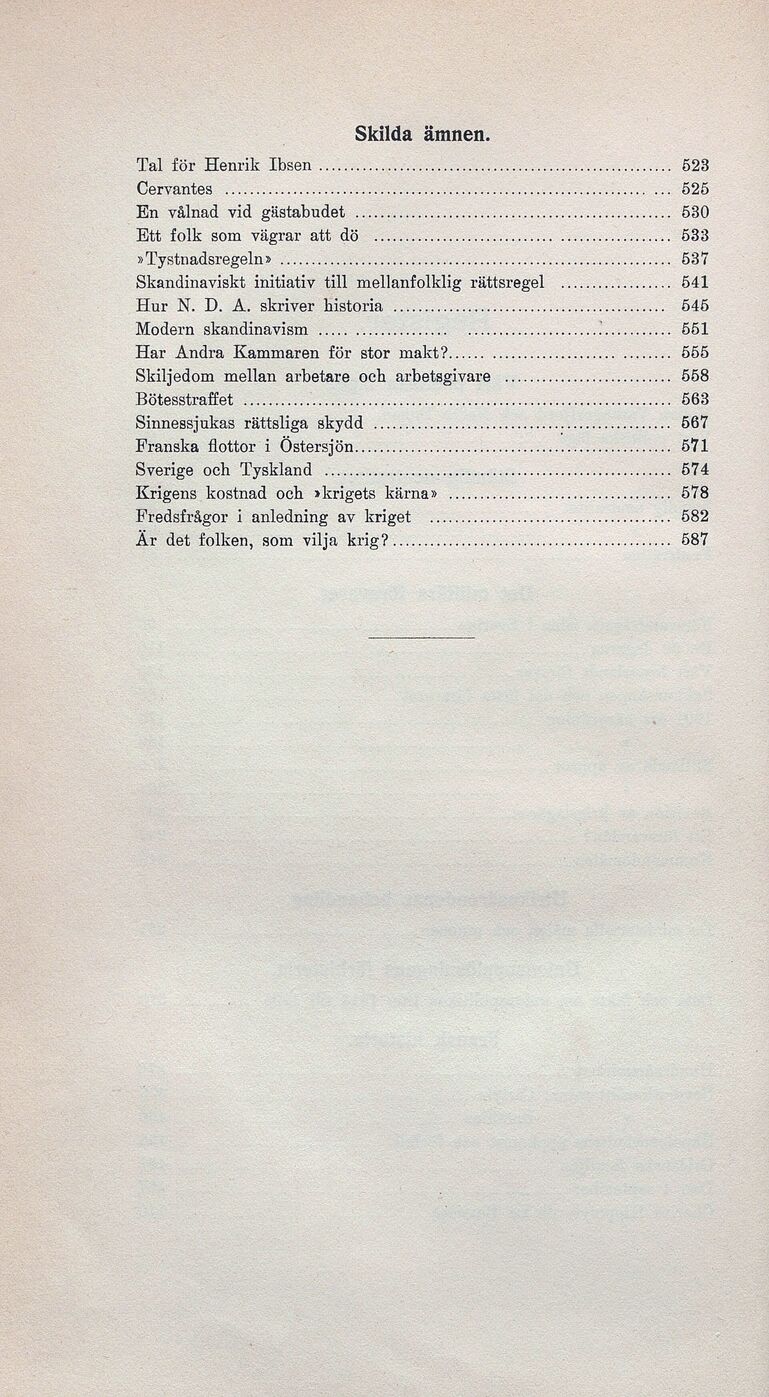 Skilda ämnen.
Tal för Henrik Ibsen ........................................................ 523
Cervantes ........................................................ 525
En vålnad vid gästabudet ........................................................ 530
Ett folk som vägrar att dö ........................................................ 533
»Tystnadsregeln» ........................................................ 537
Skandinaviskt initiativ till mellanfolklig rättsregel .................. 541
Hur N. D. A. skriver historia ........................................................ 545
Modern skandinavism ........................................................ 551
Har Andra Kammaren för stor makt? .................................... 555
Skiljedom mellan arbetare och arbetsgivare ........................... 558
Bötesstraffet ........................................................ 563
Sinnessjukas rättsliga skydd ........................................................ 567
Franska flottor i Östersjön ........................................................ 571
Sverige och Tyskland ........................................................ 574
Krigens kostnad och »krigets kärna» .................................... 578
Fredsfrågor i anledning av kriget ....................................... 582
Är det folken, som vilja krig? ............................................. 587